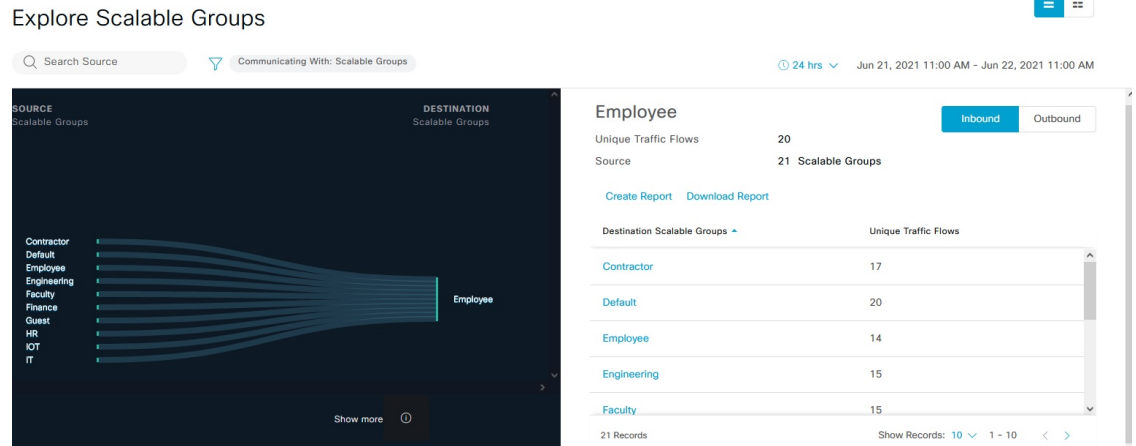 Explore Scalable Groups
Search Source
Communicating With: Scalable Groups
24 hrs
Jun 21, 2021 11:00 AM - Jun 22, 2021 11:00 AM
SOURCE
Scalable Groups
DESTINATION
Scalable Groups
Contractor
Default
Employee
Engineering
Faculty
Finance
Guest
HR
IOT
IT
Employee
Show more
Employee
Inbound Outbound
Unique Traffic Flows 20
Source 21 Scalable Groups
Create Report Download Report
Destination Scalable Groups Unique Traffic Flows
Contractor 17
Default 20
Employee 14
Engineering 15
Faculty 15
21 Records Show Records: 10 1 - 10